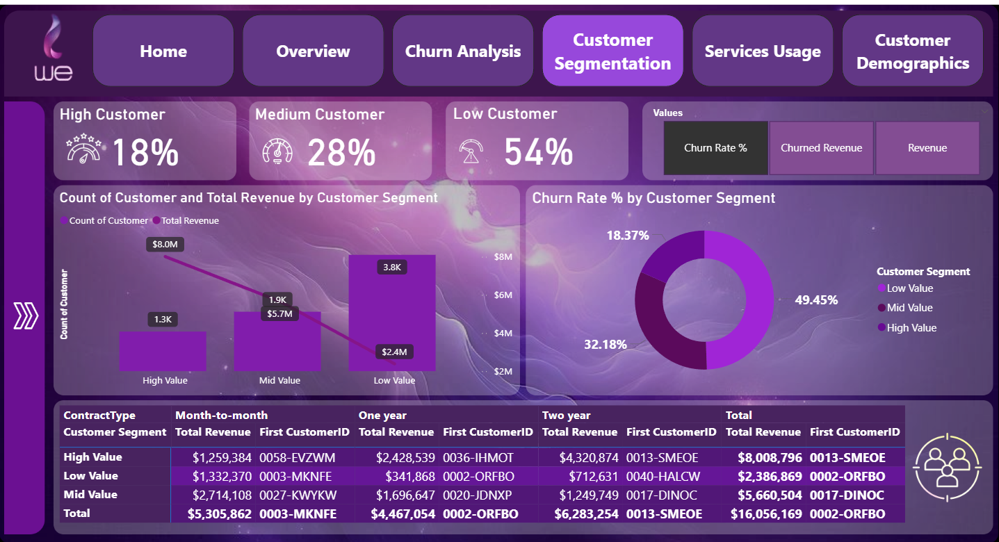 we
Home
Overview
Churn Analysis
Customer
Segmentation
Services Usage
Customer
Demographics
High Customer
18%
Medium Customer
28%
Low Customer
54%
Values
Churn Rate %
Churned Revenue
Revenue
Count of Customer and Total Revenue by Customer Segment
Count of Customer Total Revenue
Count of Customer
$8.0M
1.3K
1.9K
$5.7M
3.8K
$2.4M
$8M
$6M
$4M
$2M
High Value
Mid Value
Low Value
Churn Rate % by Customer Segment
18.37%
49.45%
32.18%
Customer Segment
Low Value
Mid Value
High Value
ContractType Month-to-month One year Two year Total
Customer Segment Total Revenue First CustomerID Total Revenue First CustomerID Total Revenue First CustomerID Total Revenue First CustomerID
High Value $1,259,384 0058-EVZWM $2,428,539 0036-IHMOT $4,320,874 0013-SMEOE $8,008,796 0013-SMEOE
Low Value $1,332,370 0003-MKNFE $341,868 0002-ORFBO $712,631 0040-HALCW $2,386,869 0002-ORFBO
Mid Value $2,714,108 0027-KWYKW $1,696,647 0020-JDNXP $1,249,749 0017-DINOC $5,660,504 0017-DINOC
Total $5,305,862 0003-MKNFE $4,467,054 0002-ORFBO $6,283,254 0013-SMEOE $16,056,169 0002-ORFBO